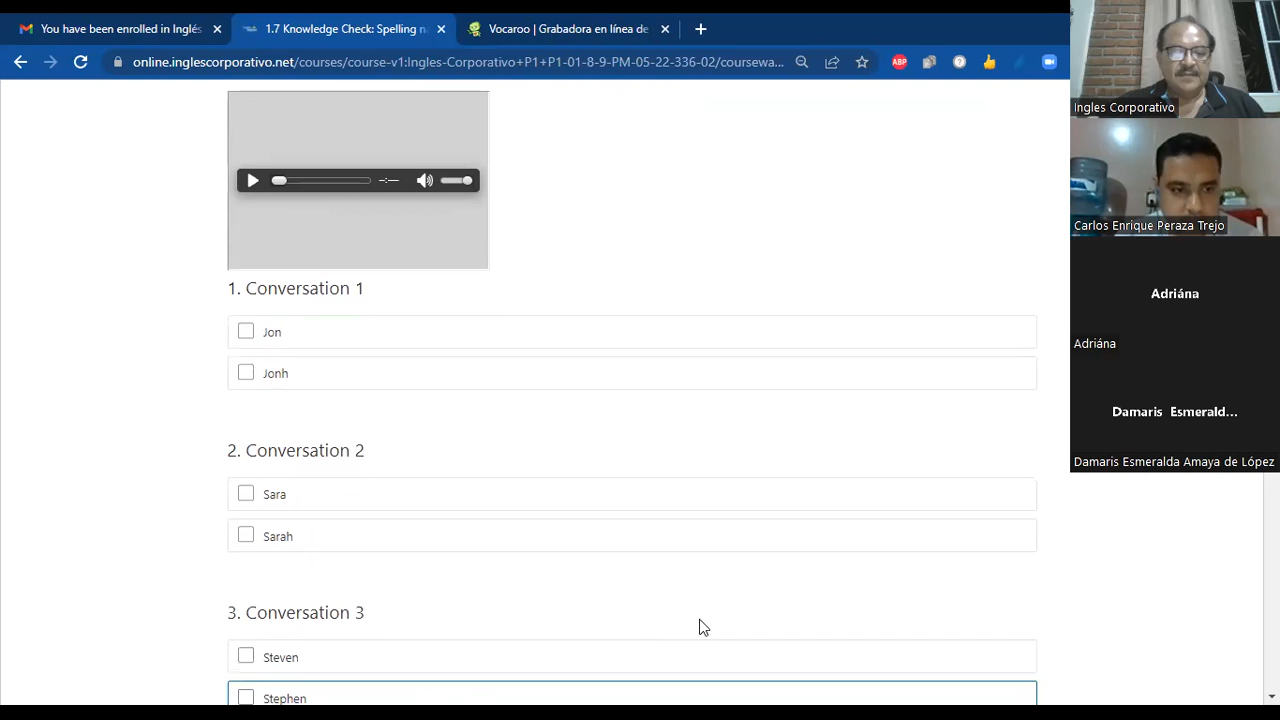 You have been enrolled in Inglés
1.7 Knowledge Check: Spelling
Vocaroo | Grabadora en línea de
online.inglescorporativo.net/courses/course-v1:Ingles-Corporativo+P1+P1-01-8-9-PM-05-22-336-02/coursewa...
ABP
Ingles Corporativo
Carlos Enrique Peraza Trejo
Adriána
Adriána
Damaris Esmerald...
Damaris Esmeralda Amaya de López
-:--
1. Conversation 1
Jon
Jonh
2. Conversation 2
Sara
Sarah
3. Conversation 3
Steven
Stephen